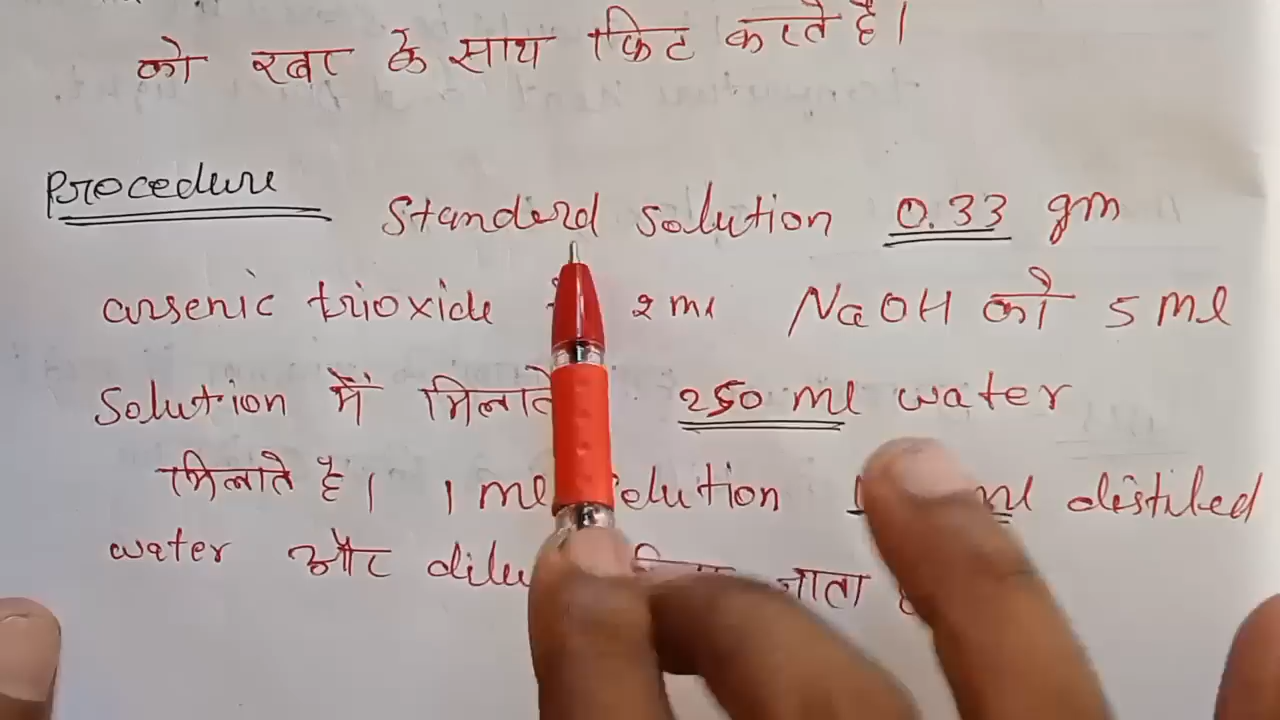 को रबर के साथ फिट करते है।
Procedure Standerd solution 0.33 gm
arsenic trioxide 2 ml NaOH को 5 ml
solution में मिलाते 250 ml water
मिलाते है। 1 ml solution ml distiled
water और जाता